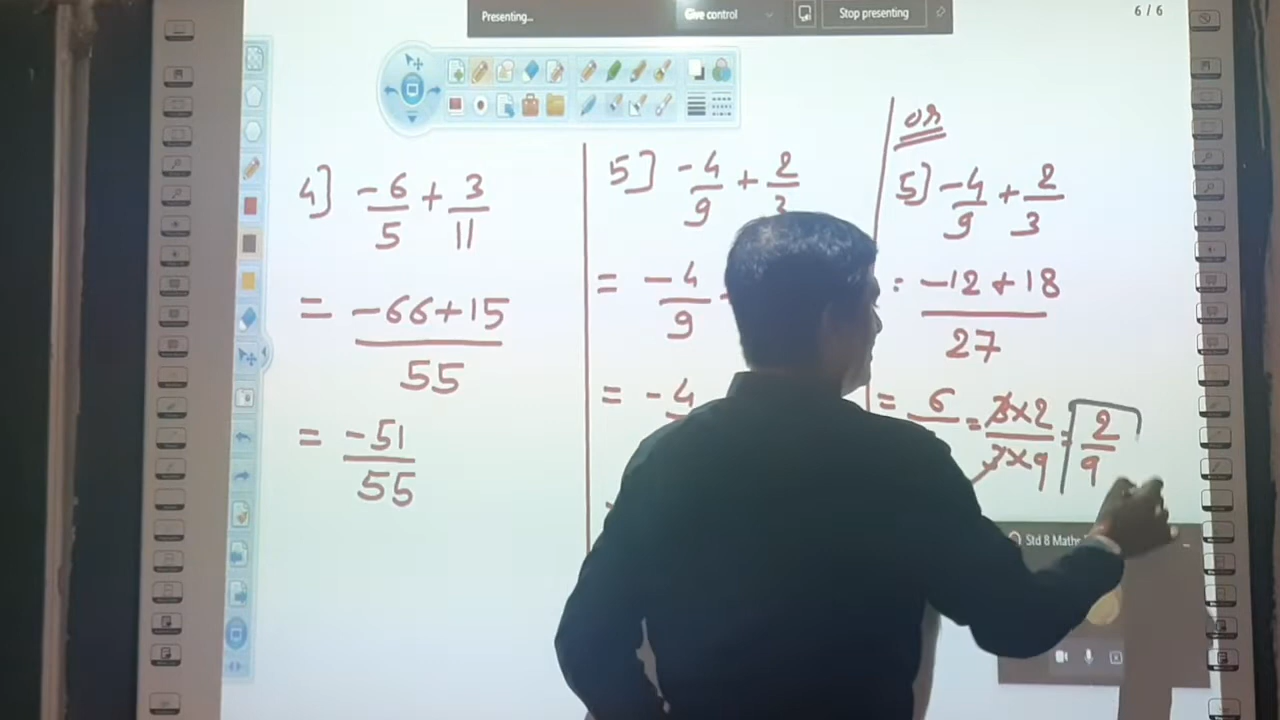 Presenting...
Give control
Stop presenting
6 / 6
4] -6/5 + 3/11
= -66+15/55
= -51/55
5] -4/9 + 2/3
= -4/9
= -4
or
5] -4/9 + 2/3
= -12+18/27
= 6 = 3×2/3×9 = 2/9
Std 8 Maths